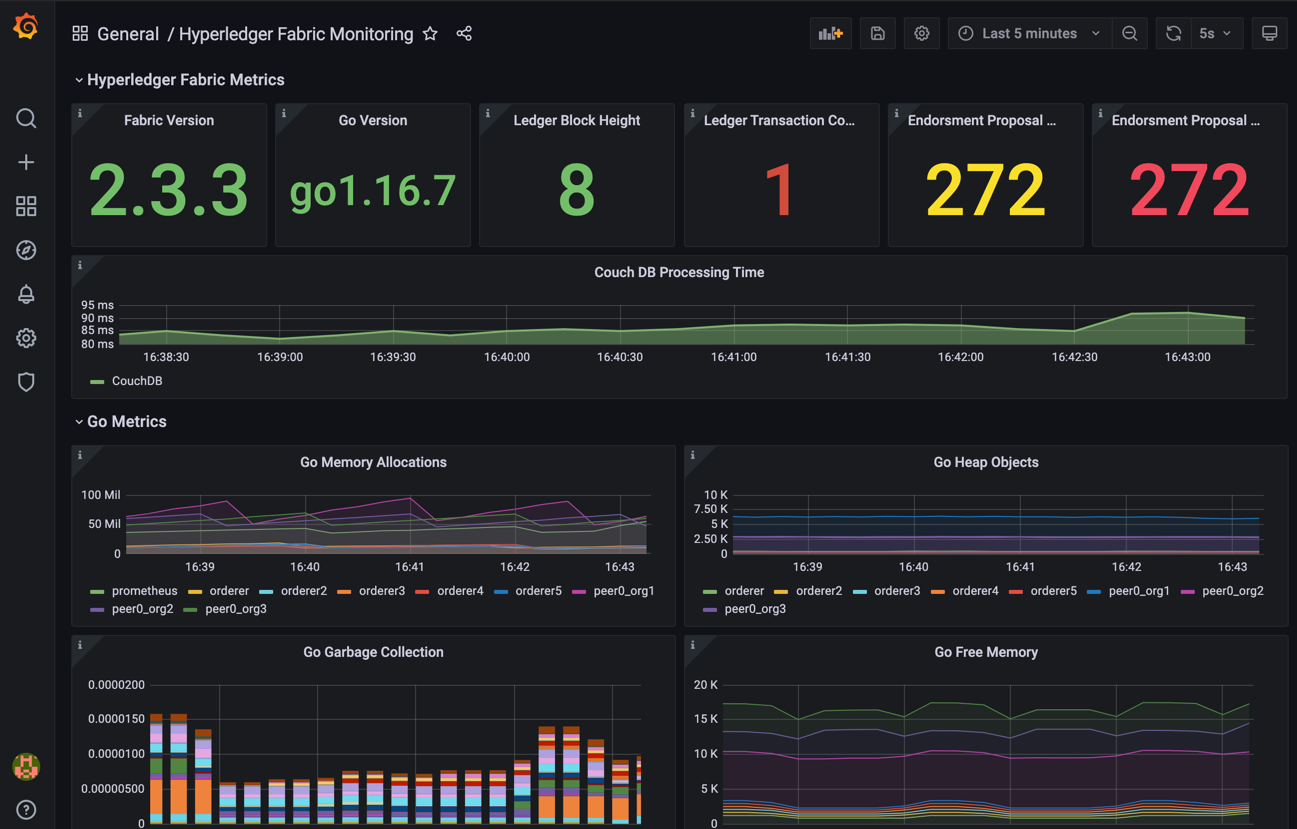 General / Hyperledger Fabric Monitoring
Last 5 minutes
5s
Hyperledger Fabric Metrics
Fabric Version
Go Version
Ledger Block Height
Ledger Transaction Co...
Endorsment Proposal ...
Endorsment Proposal ...
2.3.3
go1.16.7
8
1
272
272
Couch DB Processing Time
95 ms
90 ms
85 ms
80 ms
16:38:30 16:39:00 16:39:30 16:40:00 16:40:30 16:41:00 16:41:30 16:42:00 16:42:30 16:43:00
CouchDB
Go Metrics
Go Memory Allocations
100 Mil
50 Mil
0
16:39 16:40 16:41 16:42 16:43
prometheus orderer orderer2 orderer3 orderer4 orderer5 peer0_org1
peer0_org2 peer0_org3
Go Heap Objects
10 K
7.50 K
5 K
2.50 K
0
16:39 16:40 16:41 16:42 16:43
orderer orderer2 orderer3 orderer4 orderer5 peer0_org1 peer0_org2
peer0_org3
Go Garbage Collection
0.0000200
0.0000150
0.0000100
0.00000500
0
Go Free Memory
20 K
15 K
10 K
5 K
0